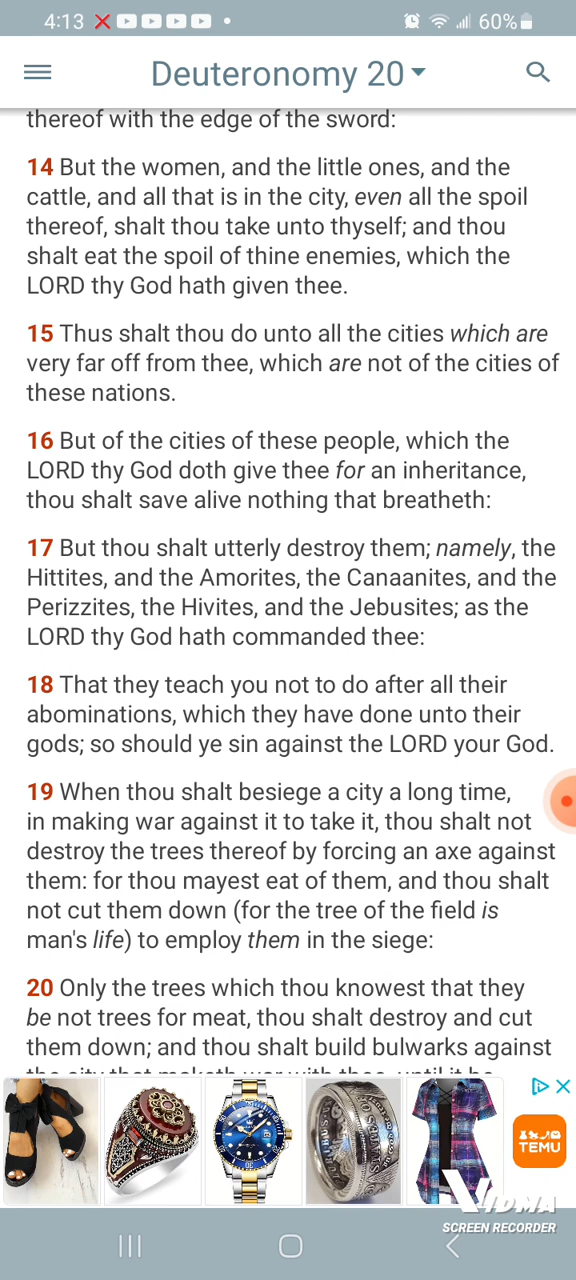 4:13
60%
Deuteronomy 20
thereof with the edge of the sword:
14 But the women, and the little ones, and the
cattle, and all that is in the city, even all the spoil
thereof, shalt thou take unto thyself; and thou
shalt eat the spoil of thine enemies, which the
LORD thy God hath given thee.
15 Thus shalt thou do unto all the cities which are
very far off from thee, which are not of the cities of
these nations.
16 But of the cities of these people, which the
LORD thy God doth give thee for an inheritance,
thou shalt save alive nothing that breatheth:
17 But thou shalt utterly destroy them; namely, the
Hittites, and the Amorites, the Canaanites, and the
Perizzites, the Hivites, and the Jebusites; as the
LORD thy God hath commanded thee:
18 That they teach you not to do after all their
abominations, which they have done unto their
gods; so should ye sin against the LORD your God.
19 When thou shalt besiege a city a long time,
in making war against it to take it, thou shalt not
destroy the trees thereof by forcing an axe against
them: for thou mayest eat of them, and thou shalt
not cut them down (for the tree of the field is
man's life) to employ them in the siege:
20 Only the trees which thou knowest that they
be not trees for meat, thou shalt destroy and cut
them down; and thou shalt build bulwarks against
the city that maketh war with thee, until it be
TEMU
VIDMA
SCREEN RECORDER